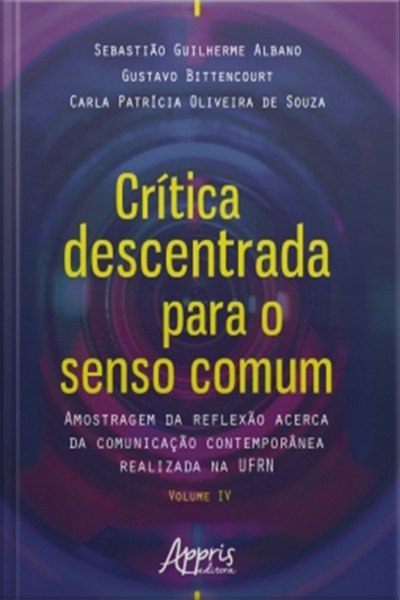 Sebastião Guilherme Albano
Gustavo Bittencourt
Carla Patrícia Oliveira de Souza
Crítica
descentrada
para o
senso comum
Amostragem da reflexão acerca
da comunicação contemporânea
realizada na UFRN
Volume IV
Appris
editora